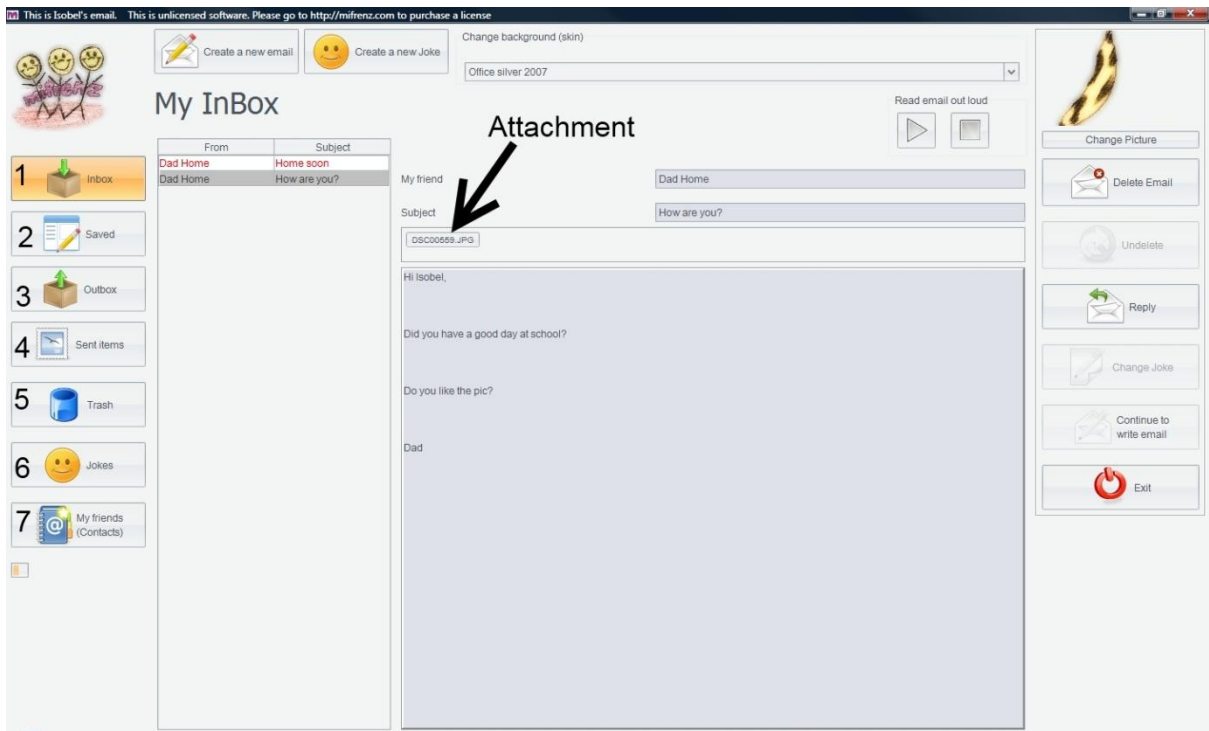 This is Isobel's email. This is unlicensed software. Please go to http://mifrenz.com to purchase a license
mifrenz
Create a new email
Create a new Joke
Change background (skin)
Office silver 2007
My InBox
Read email out loud
Attachment
Change Picture
From Subject
Dad Home Home soon
Dad Home How are you?
1 Inbox
2 Saved
3 Outbox
4 Sent items
5 Trash
6 Jokes
7 My friends
(Contacts)
My friend Dad Home
Subject How are you?
DSC00559.JPG
Hi Isobel,
Did you have a good day at school?
Do you like the pic?
Dad
Delete Email
Undelete
Reply
Change Joke
Continue to
write email
Exit